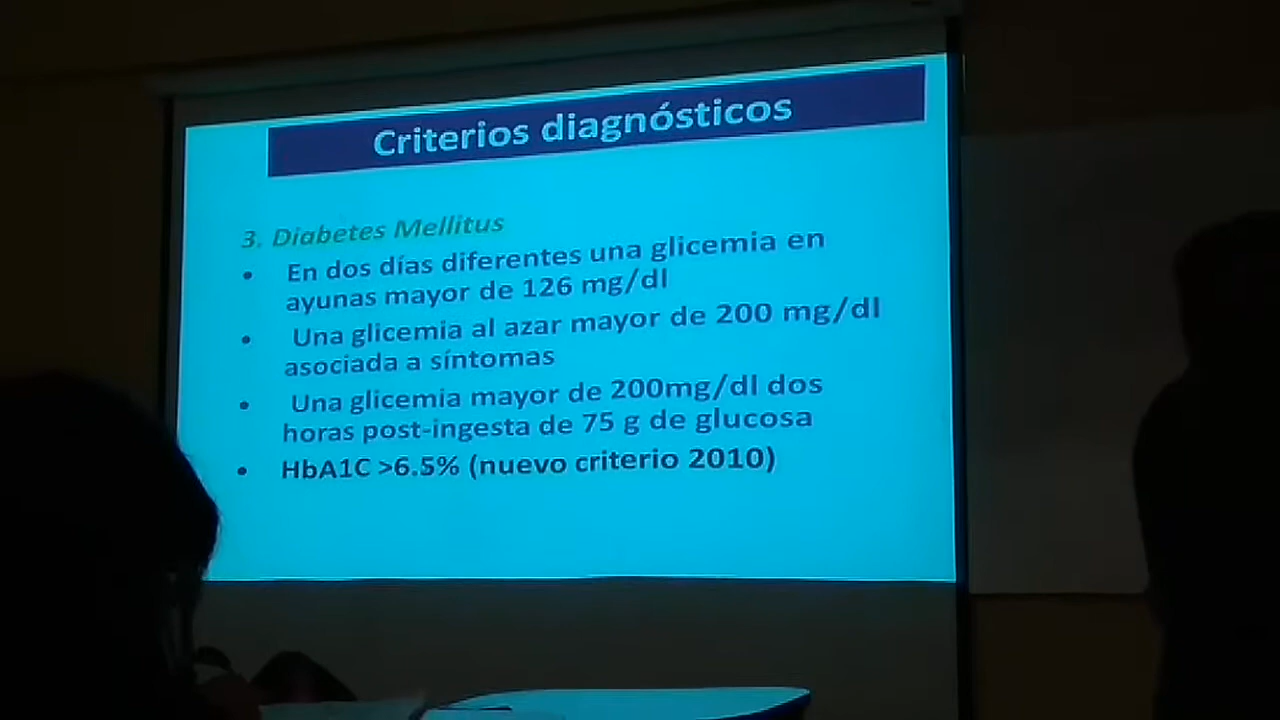 Criterios diagnósticos
3. Diabetes Mellitus
• En dos días diferentes una glicemia en
ayunas mayor de 126 mg/dl
• Una glicemia al azar mayor de 200 mg/dl
asociada a síntomas
• Una glicemia mayor de 200mg/dl dos
horas post-ingesta de 75 g de glucosa
• HbA1C >6.5% (nuevo criterio 2010)